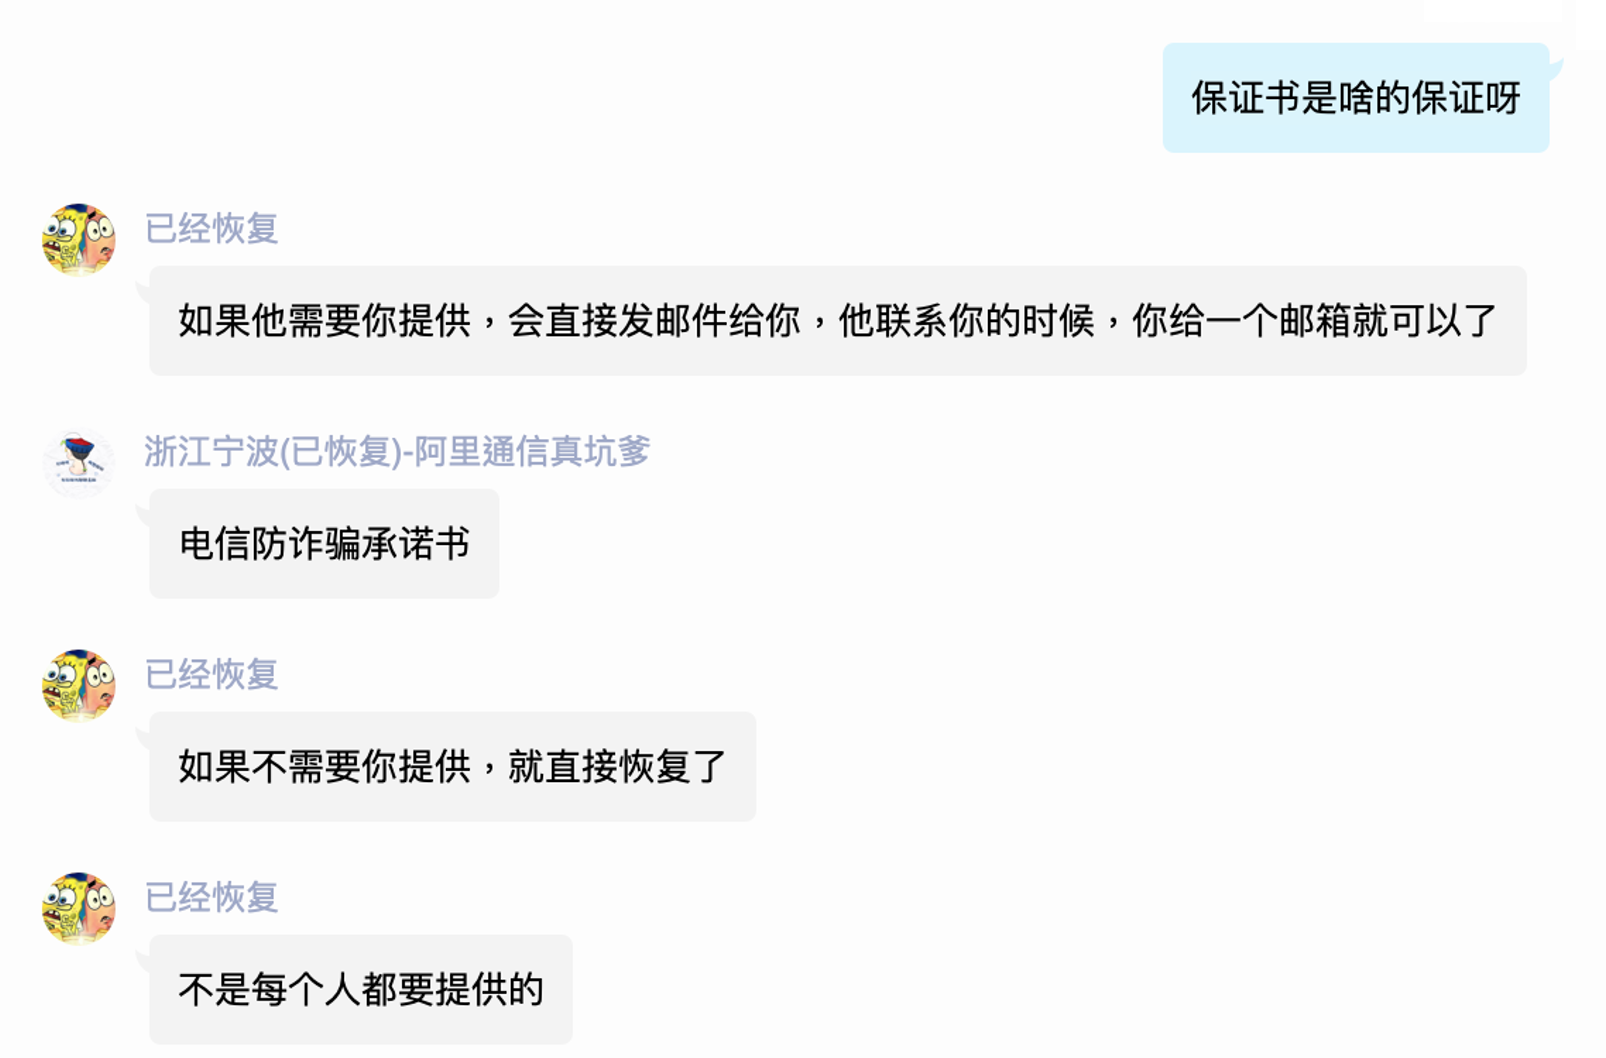 保证书是啥的保证呀
已经恢复
如果他需要你提供，会直接发邮件给你，他联系你的时候，你给一个邮箱就可以了
浙江宁波(已恢复)-阿里通信真坑爹
电信防诈骗承诺书
已经恢复
如果不需要你提供，就直接恢复了
已经恢复
不是每个人都要提供的